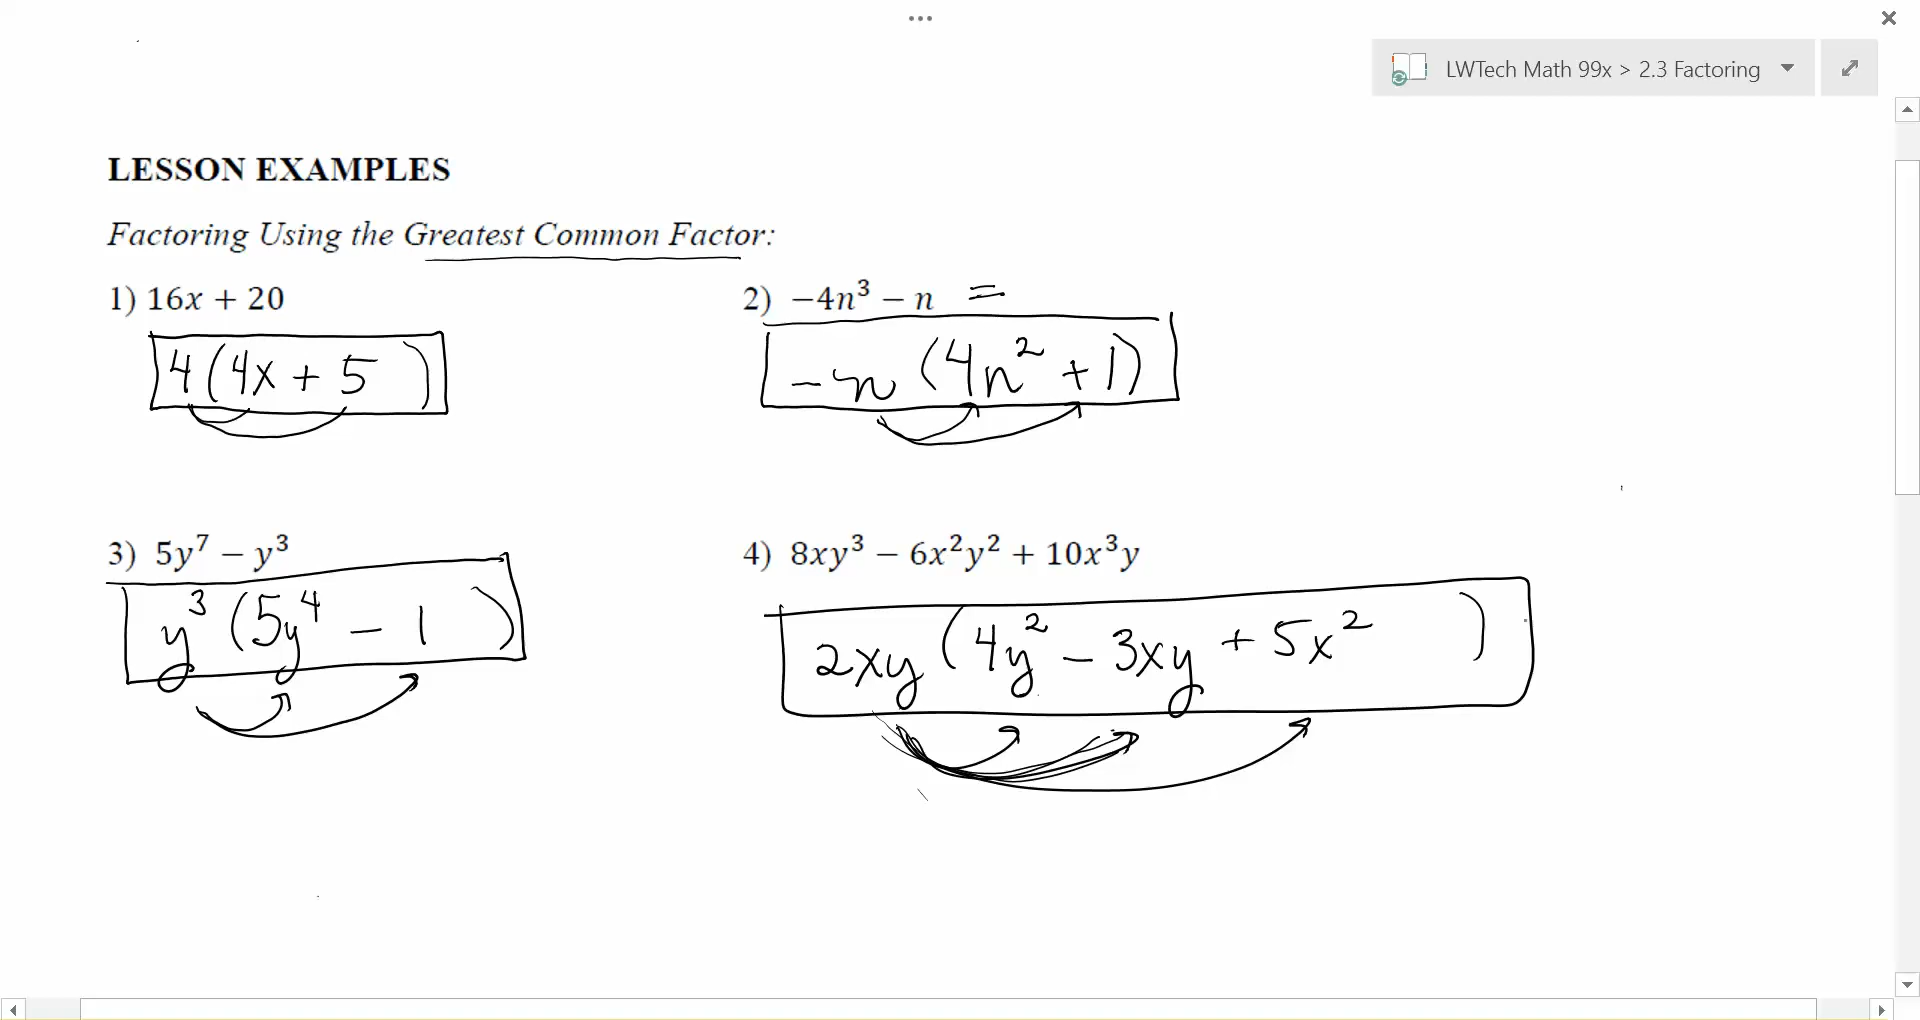 LWTech Math 99x > 2.3 Factoring
LESSON EXAMPLES
Factoring Using the Greatest Common Factor:
1) 16x + 20
4(4x + 5)
2) −4n³ − n =
−n(4n² + 1)
3) 5y⁷ − y³
y³(5y⁴ − 1)
4) 8xy³ − 6x²y² + 10x³y
2xy(4y² − 3xy + 5x²)